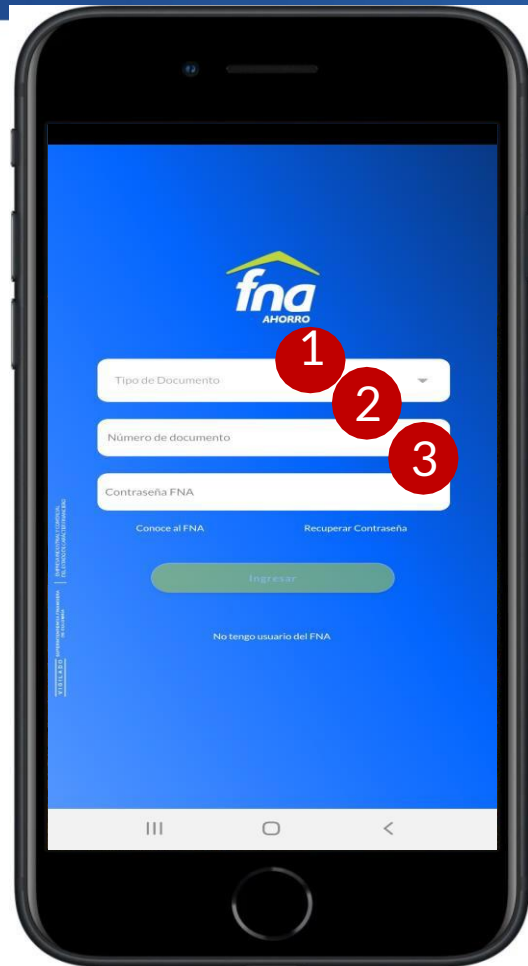 fna
AHORRO
1
Tipo de Documento
2
Número de documento
3
Contraseña FNA
Conoce al FNA
Recuperar Contraseña
Ingresar
No tengo usuario del FNA
VIGILADO